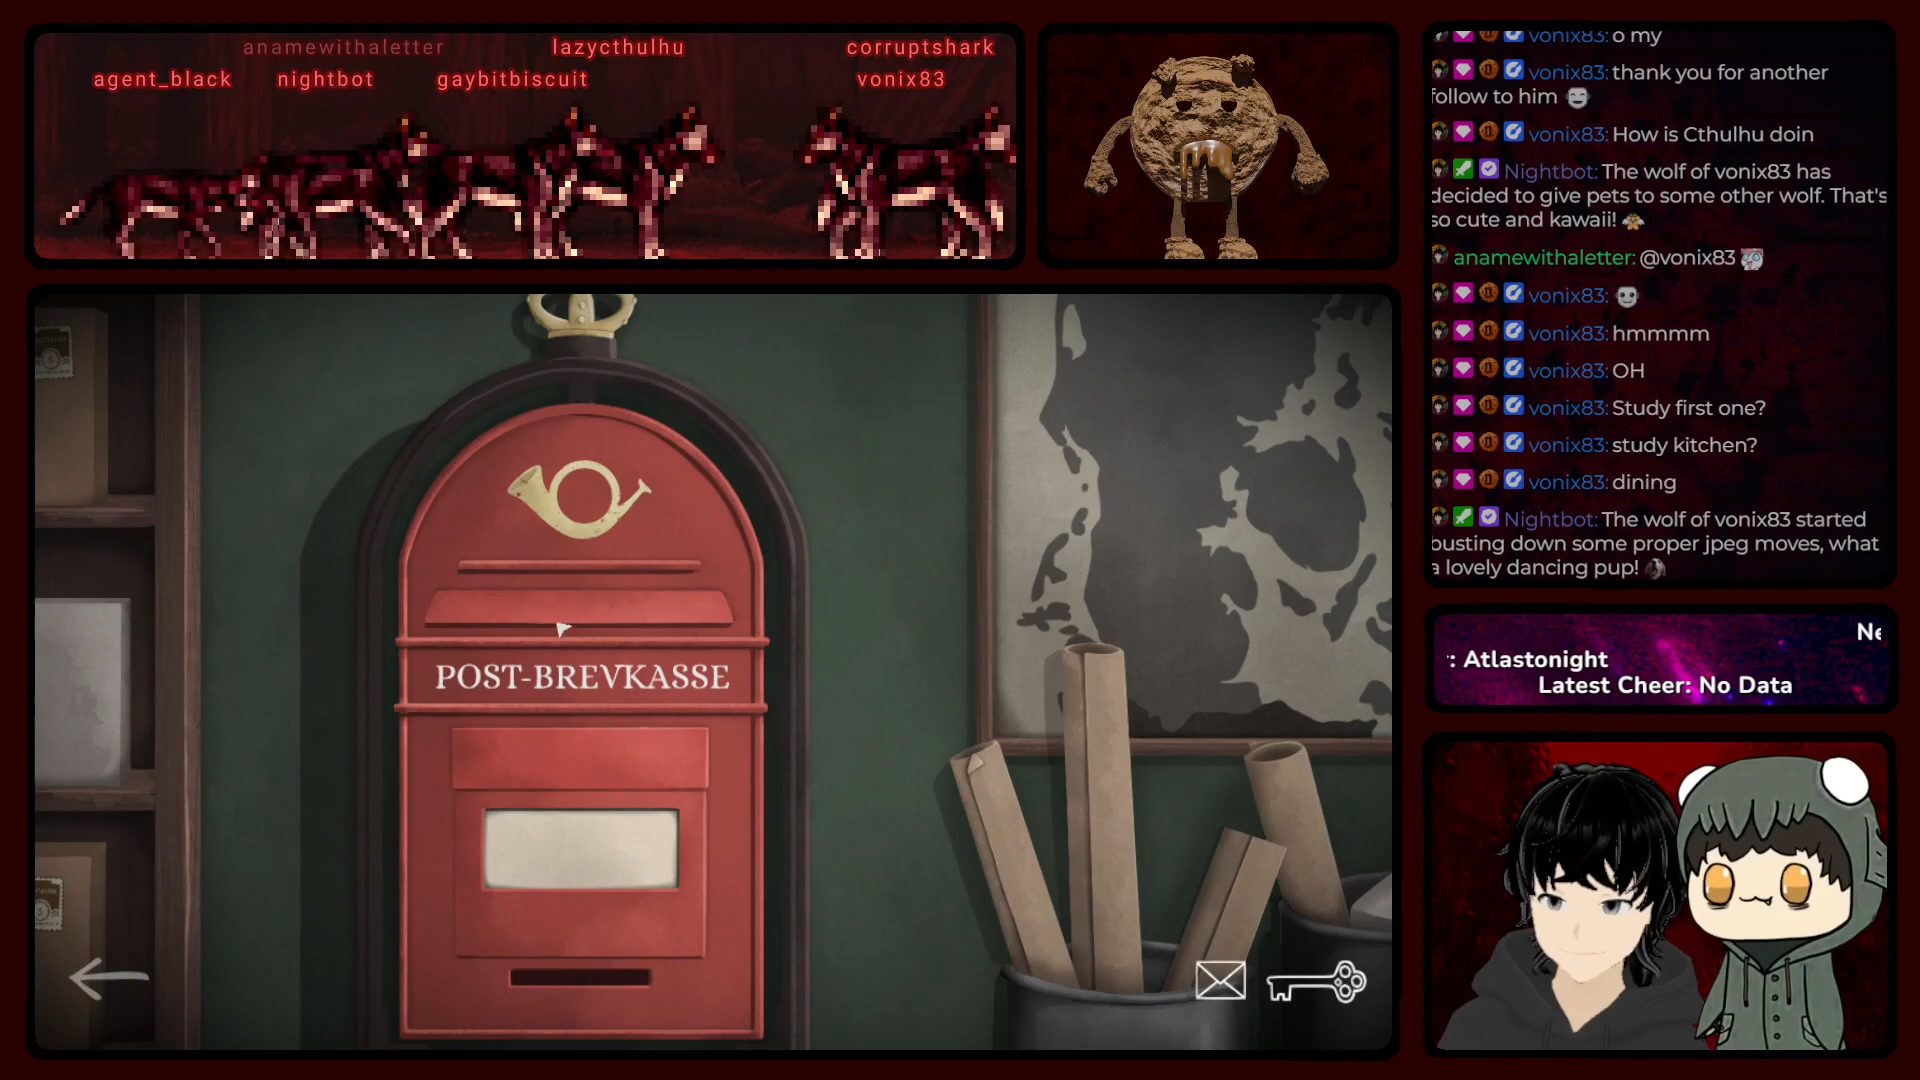 anamewithaletter
lazycthulhu
corruptshark
agent_black
nightbot
gaybitbiscuit
vonix83
vonix83: o my
vonix83: thank you for another
follow to him
vonix83: How is Cthulhu doin
Nightbot: The wolf of vonix83 has
decided to give pets to some other wolf. That's
so cute and kawaii!
anamewithaletter: @vonix83
vonix83:
vonix83: hmmmm
vonix83: OH
vonix83: Study first one?
vonix83: study kitchen?
vonix83: dining
Nightbot: The wolf of vonix83 started
busting down some proper jpeg moves, what
a lovely dancing pup!
POST-BREVKASSE
Ne
: Atlastonight
Latest Cheer: No Data